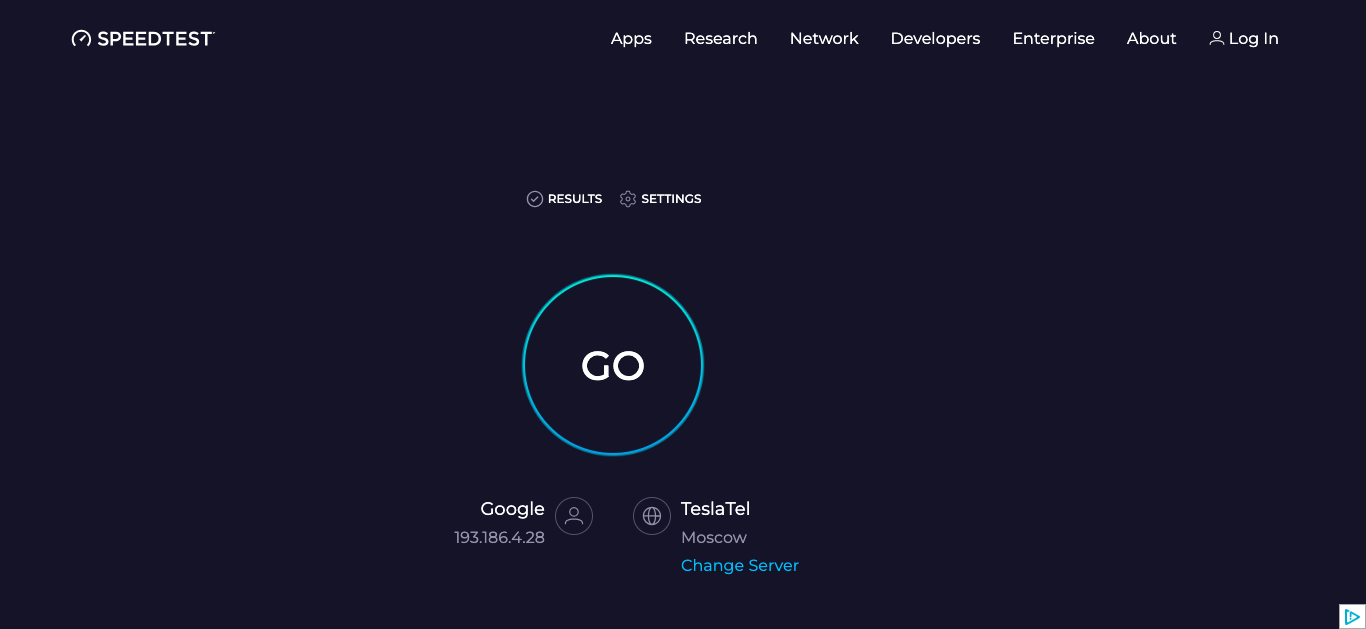 SPEEDTEST
Apps Research Network Developers Enterprise About Log In
RESULTS SETTINGS
GO
Google
193.186.4.28
TeslaTel
Moscow
Change Server